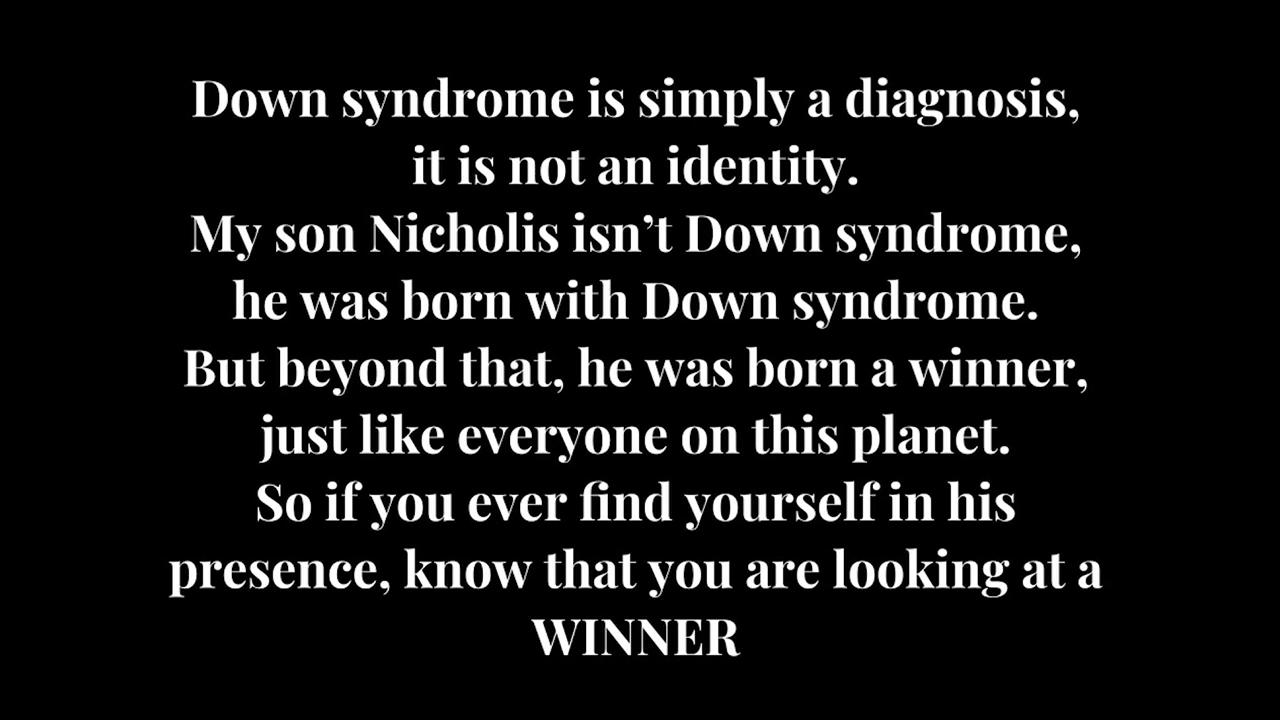 Down syndrome is simply a diagnosis,
it is not an identity.
My son Nicholis isn’t Down syndrome,
he was born with Down syndrome.
But beyond that, he was born a winner,
just like everyone on this planet.
So if you ever find yourself in his
presence, know that you are looking at a
WINNER